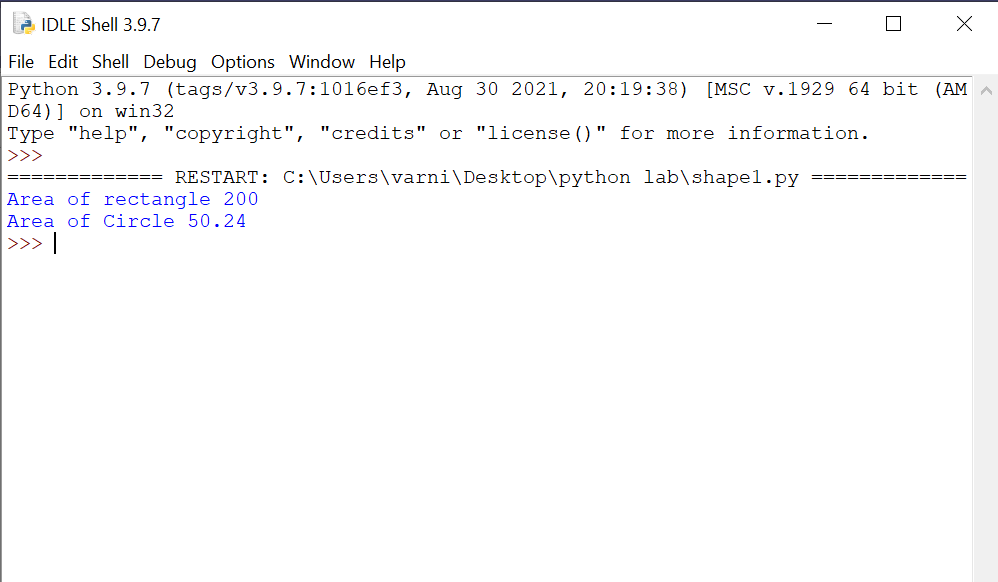 IDLE Shell 3.9.7
File Edit Shell Debug Options Window Help
Python 3.9.7 (tags/v3.9.7:1016ef3, Aug 30 2021, 20:19:38) [MSC v.1929 64 bit (AM
D64)] on win32
Type "help", "copyright", "credits" or "license()" for more information.
>>>
============= RESTART: C:\Users\varni\Desktop\python lab\shape1.py =============
Area of rectangle 200
Area of Circle 50.24
>>>